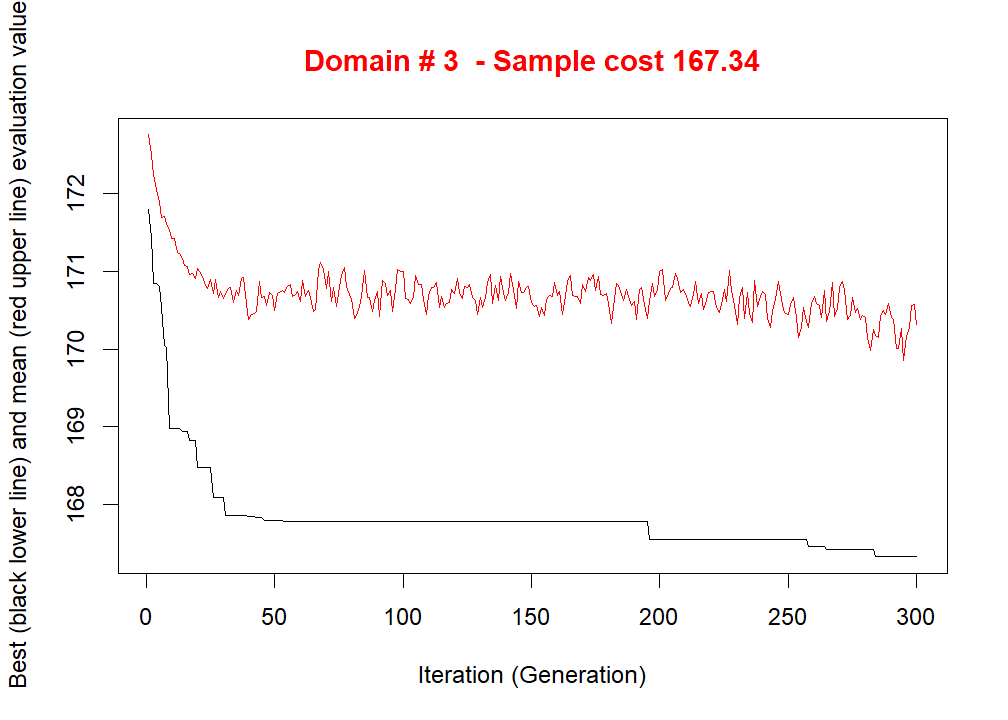 Domain # 3  - Sample cost 167.34
Best (black lower line) and mean (red upper line) evaluation value
172
171
170
169
168
0 50 100 150 200 250 300
Iteration (Generation)